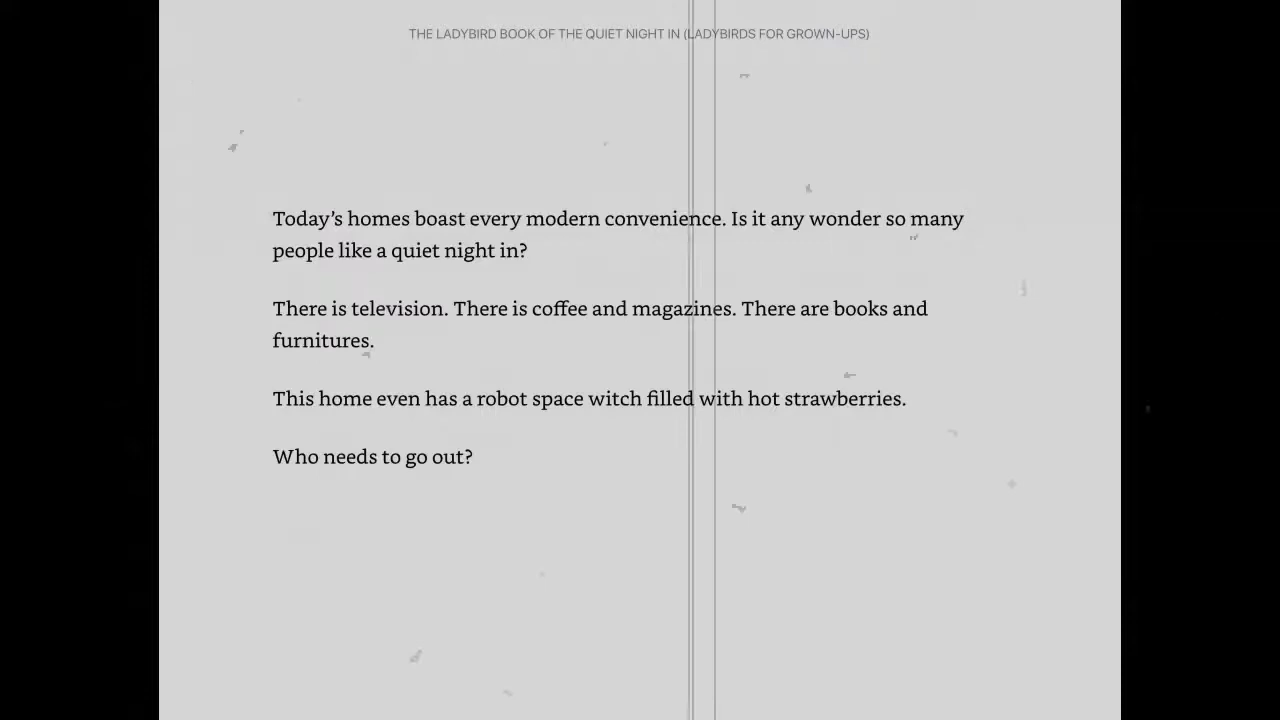 THE LADYBIRD BOOK OF THE QUIET NIGHT IN (LADYBIRDS FOR GROWN-UPS)
Today’s homes boast every modern convenience. Is it any wonder so many
people like a quiet night in?
There is television. There is coffee and magazines. There are books and
furnitures.
This home even has a robot space witch filled with hot strawberries.
Who needs to go out?